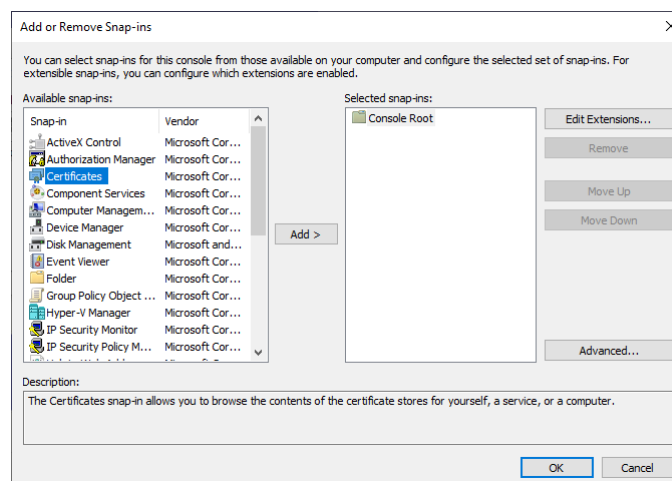 Add or Remove Snap-ins
You can select snap-ins for this console from those available on your computer and configure the selected set of snap-ins. For
extensible snap-ins, you can configure which extensions are enabled.
Available snap-ins:
Selected snap-ins:
Snap-in Vendor
Console Root
Edit Extensions...
ActiveX Control Microsoft Cor...
Authorization Manager Microsoft Cor...
Remove
Certificates Microsoft Cor...
Component Services Microsoft Cor...
Move Up
Computer Managem... Microsoft Cor...
Device Manager Microsoft Cor...
Move Down
Disk Management Microsoft and...
Add >
Event Viewer Microsoft Cor...
Folder Microsoft Cor...
Group Policy Object ... Microsoft Cor...
Hyper-V Manager Microsoft Cor...
IP Security Monitor Microsoft Cor...
IP Security Policy M... Microsoft Cor...
Advanced...
Description:
The Certificates snap-in allows you to browse the contents of the certificate stores for yourself, a service, or a computer.
OK
Cancel